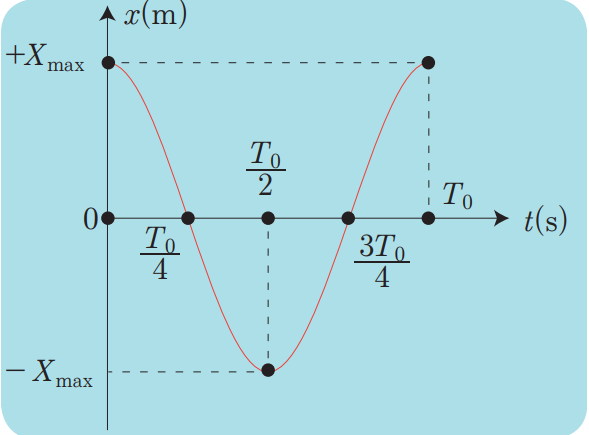 x(m)
+X_max
T_0/2
T_0
0
t(s)
T_0/4
3T_0/4
− X_max